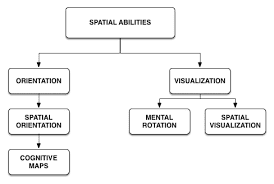 SPATIAL ABILITIES
ORIENTATION
VISUALIZATION
SPATIAL
ORIENTATION
MENTAL
ROTATION
SPATIAL
VISUALIZATION
COGNITIVE
MAPS